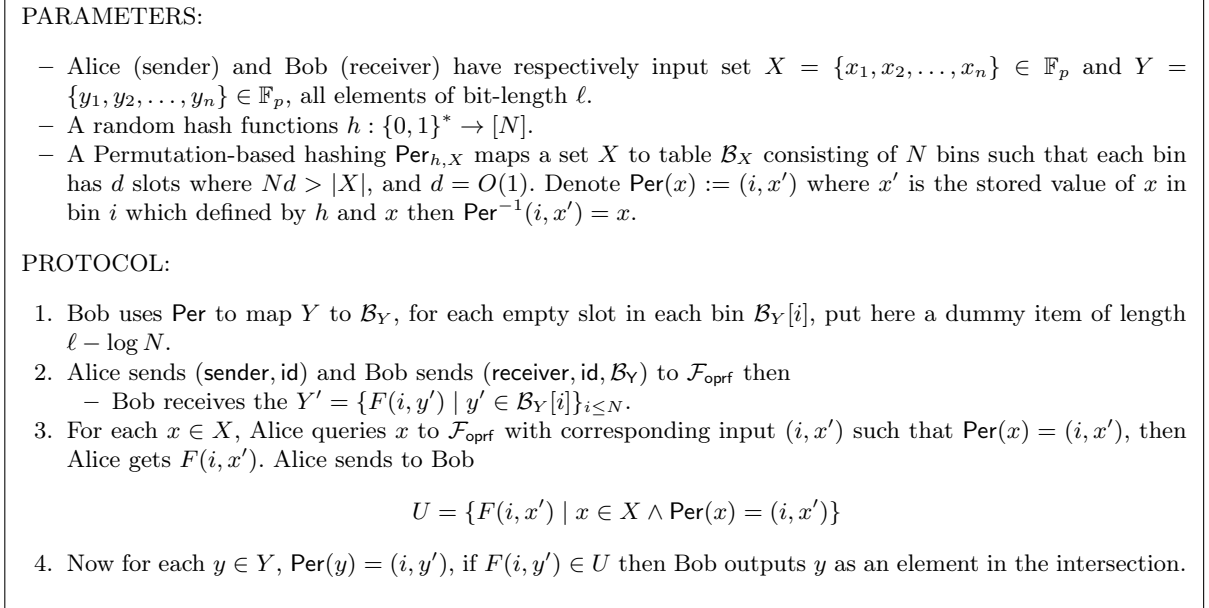 PARAMETERS:
– Alice (sender) and Bob (receiver) have respectively input set X = {x₁, x₂, . . . , xₙ} ∈ 𝔽ₚ and Y =
{y₁, y₂, . . . , yₙ} ∈ 𝔽ₚ, all elements of bit-length ℓ.
– A random hash functions h : {0, 1}* → [N].
– A Permutation-based hashing Per_{h,X} maps a set X to table 𝓑_X consisting of N bins such that each bin
has d slots where Nd > |X|, and d = O(1). Denote Per(x) := (i, x′) where x′ is the stored value of x in
bin i which defined by h and x then Per⁻¹(i, x′) = x.
PROTOCOL:
1. Bob uses Per to map Y to 𝓑_Y, for each empty slot in each bin 𝓑_Y[i], put here a dummy item of length
ℓ − log N.
2. Alice sends (sender, id) and Bob sends (receiver, id, 𝓑_Y) to 𝓕_oprf then
– Bob receives the Y′ = {F(i, y′) | y′ ∈ 𝓑_Y[i]}_{i≤N}.
3. For each x ∈ X, Alice queries x to 𝓕_oprf with corresponding input (i, x′) such that Per(x) = (i, x′), then
Alice gets F(i, x′). Alice sends to Bob
U = {F(i, x′) | x ∈ X ∧ Per(x) = (i, x′)}
4. Now for each y ∈ Y, Per(y) = (i, y′), if F(i, y′) ∈ U then Bob outputs y as an element in the intersection.